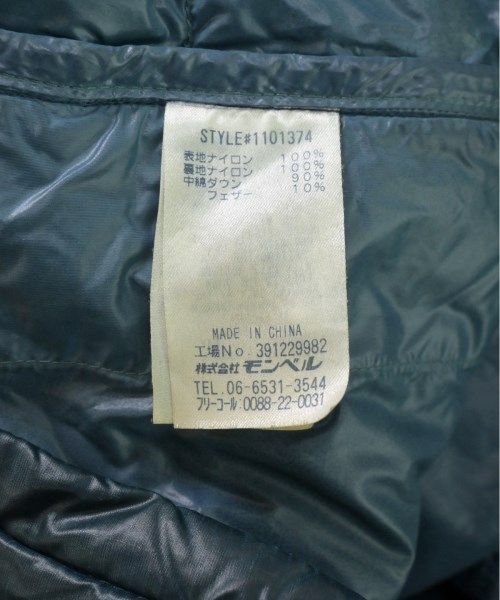 STYLE#1101374
表地ナイロン 100%
裏地ナイロン 100%
中綿ダウン 90%
フェザー 10%
MADE IN CHINA
工場No. 391229982
株式会社 モンベル
TEL. 06-6531-3544
フリーコール:0088-22-0031